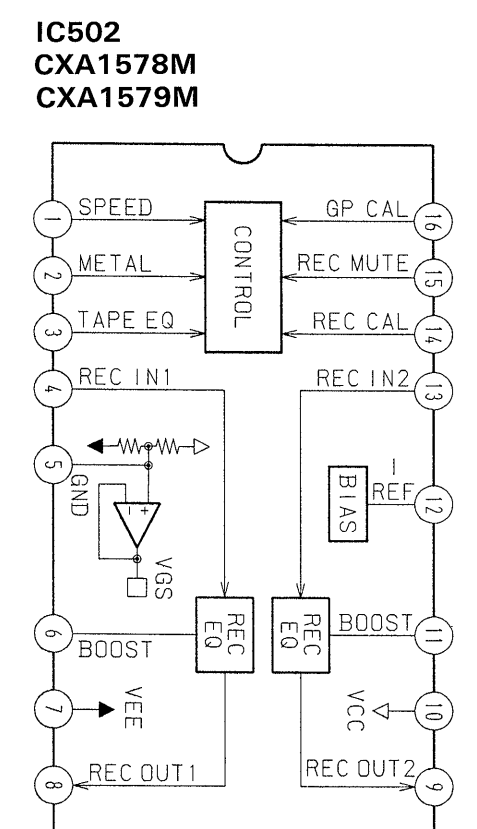 IC502
CXA1578M
CXA1579M
1 SPEED
GP CAL 16
2 METAL
CONTROL
REC MUTE 15
3 TAPE EQ
REC CAL 14
4 REC IN1
REC IN2 13
5
GND
- +
VGS
BIAS
I
REF
12
6
BOOST
REC
EQ
REC
EQ
BOOST
11
7
VEE
VCC
10
8
REC OUT1
REC OUT2
9